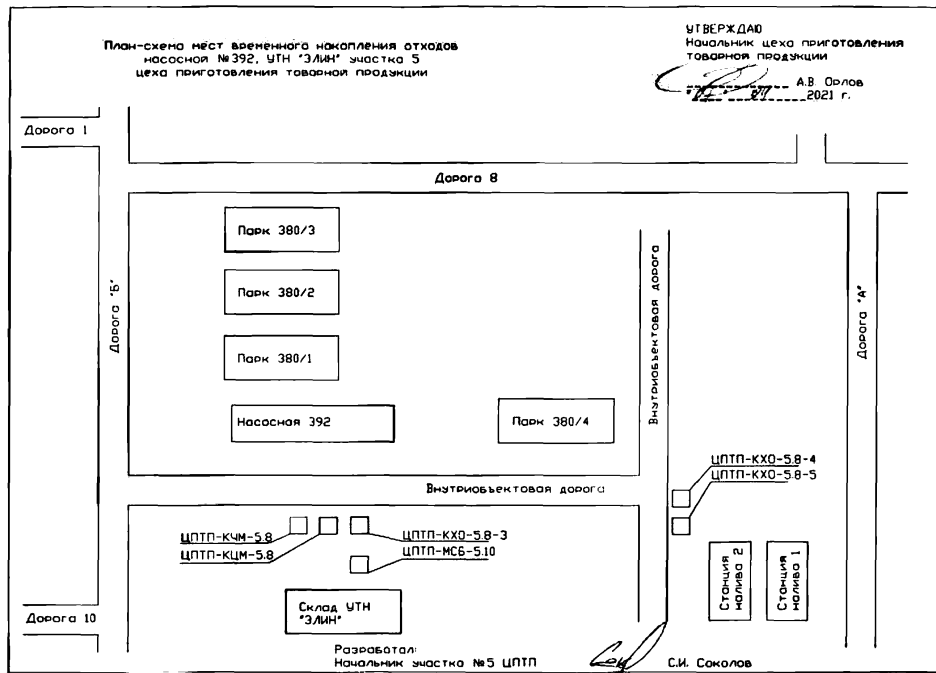 План-схема мест временного накопления отходов
насосной №392, УТН "ЭЛИН" участка 5
цеха приготовления товарной продукции
УТВЕРЖДАЮ
Начальник цеха приготовления
товарной продукции
А.В. Орлов
2021 г.
Дорога 1
Дорога 8
Парк 380/3
Парк 380/2
Парк 380/1
Насосная 392
Парк 380/4
Дорога "Б"
Внутриобъектовая дорога
Дорога "А"
ЦПТП-КХО-5.8-4
ЦПТП-КХО-5.8-5
Внутриобъектовая дорога
ЦПТП-КЧМ-5.8
ЦПТП-КЦМ-5.8
ЦПТП-КХО-5.8-3
ЦПТП-МСБ-5.10
Станция
налива 2
Станция
налива 1
Склад УТН
"ЭЛИН"
Дорога 10
Разработал:
Начальник участка №5 ЦПТП
С.И. Соколов